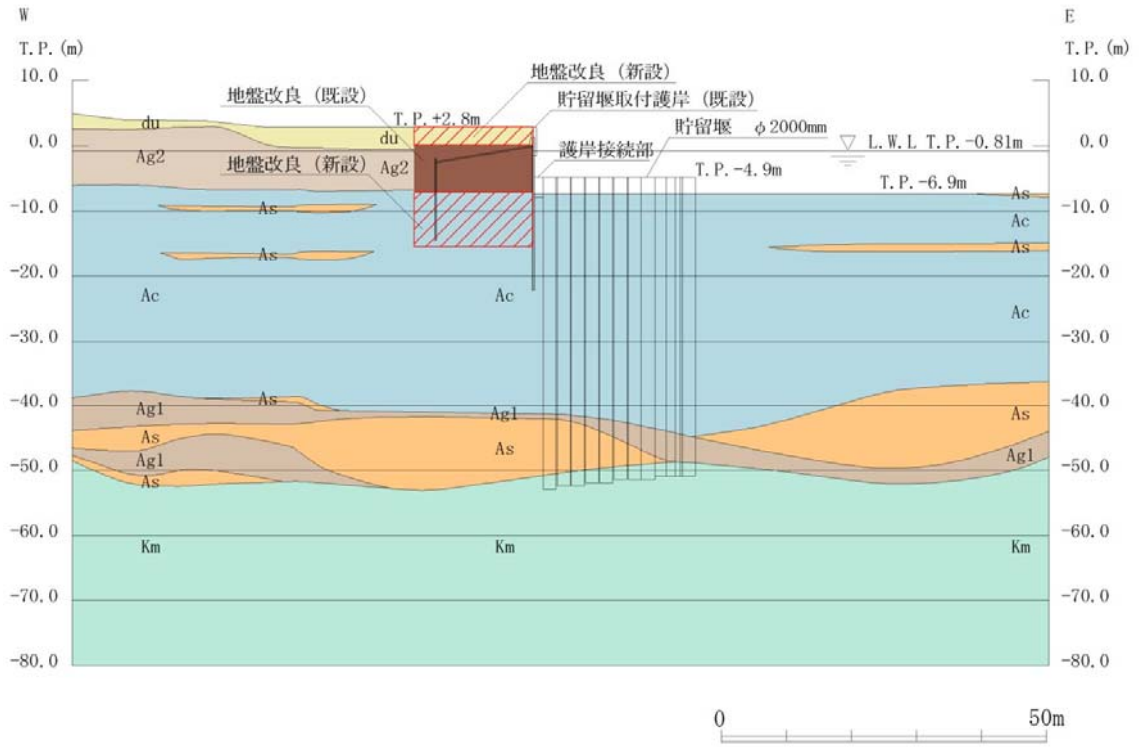 W
E
T.P.(m)
T.P.(m)
10.0
10.0
地盤改良（新設）
地盤改良（既設）
貯留堰取付護岸（既設）
T.P.+2.8m
貯留堰　φ2000mm
du
du
護岸接続部
L.W.L T.P.-0.81m
0.0
0.0
Ag2
Ag2
地盤改良（新設）
T.P.-4.9m
T.P.-6.9m
As
-10.0
As
Ac
-10.0
As
As
-20.0
-20.0
Ac
Ac
Ac
-30.0
-30.0
-40.0
As
-40.0
Ag1
Ag1
As
As
As
Ag1
Ag1
-50.0
As
-50.0
-60.0
-60.0
Km
Km
Km
-70.0
-70.0
-80.0
-80.0
0
50m